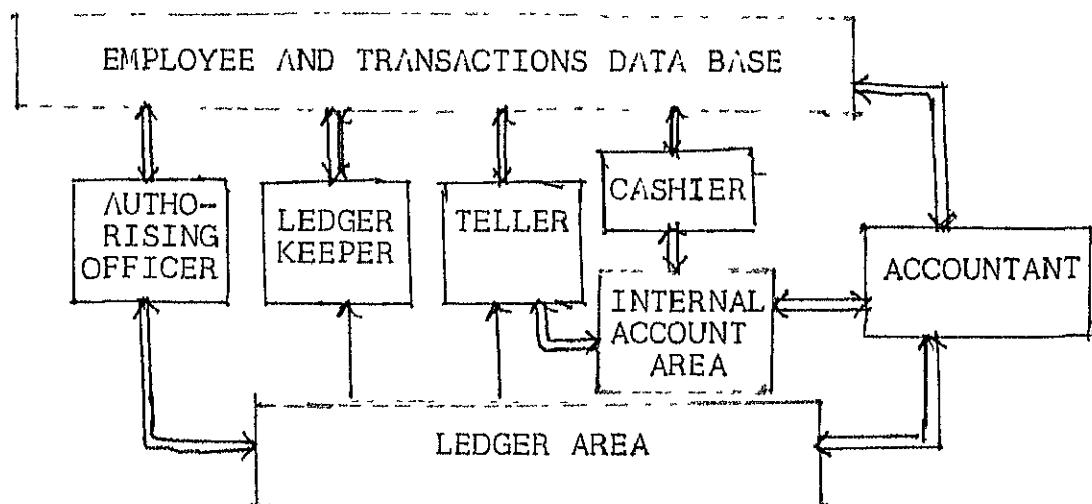 EMPLOYEE AND TRANSACTIONS DATA BASE
AUTHO-
RISING
OFFICER
LEDGER
KEEPER
TELLER
CASHIER
INTERNAL
ACCOUNT
AREA
ACCOUNTANT
LEDGER AREA